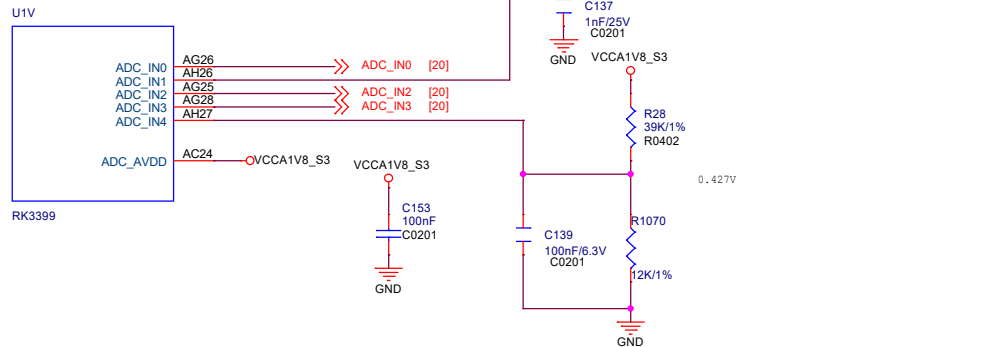 U1V
C137
1nF/25V
C0201
GND
VCCA1V8_S3
ADC_IN0 AG26 ADC_IN0 [20]
ADC_IN1 AH26
ADC_IN2 AG25 ADC_IN2 [20]
ADC_IN3 AG28 ADC_IN3 [20]
ADC_IN4 AH27
R28
39K/1%
R0402
ADC_AVDD AC24 VCCA1V8_S3
VCCA1V8_S3
0.427V
RK3399
C153
100nF
C0201
GND
C139
100nF/6.3V
C0201
R1070
12K/1%
GND